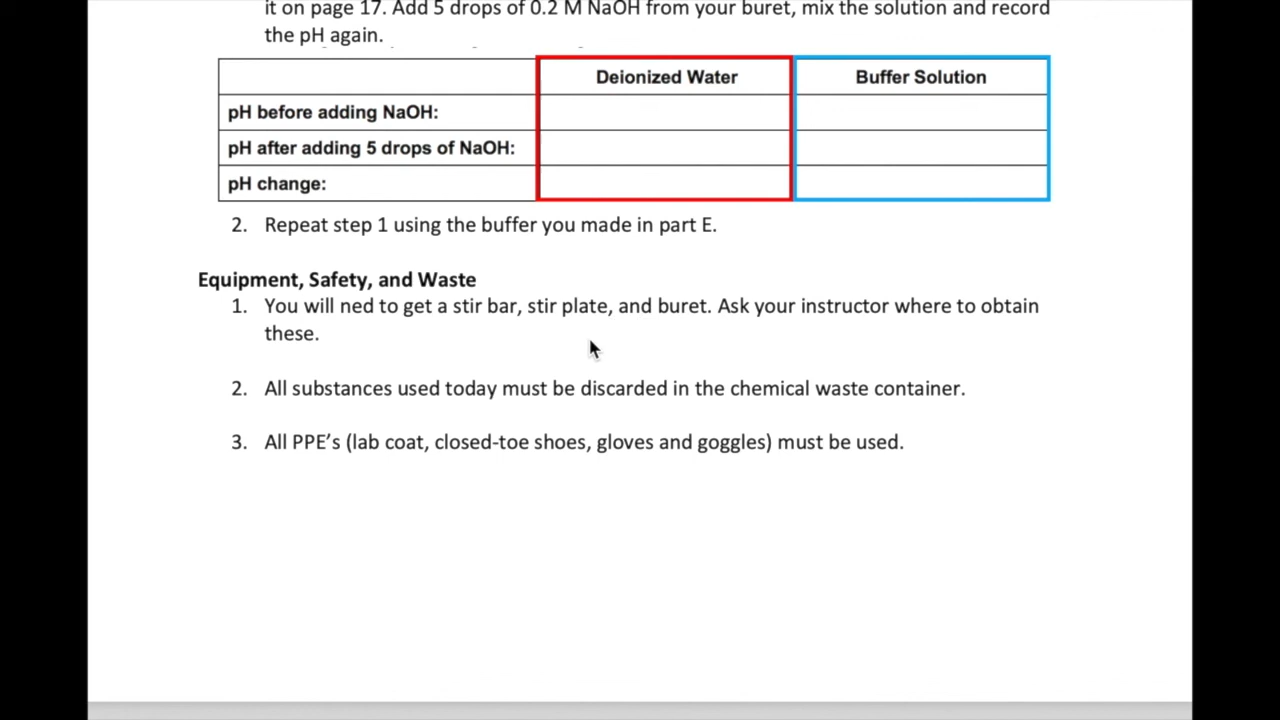 it on page 17. Add 5 drops of 0.2 M NaOH from your buret, mix the solution and record
the pH again.
Deionized Water Buffer Solution
pH before adding NaOH:
pH after adding 5 drops of NaOH:
pH change:
2. Repeat step 1 using the buffer you made in part E.
Equipment, Safety, and Waste
1. You will ned to get a stir bar, stir plate, and buret. Ask your instructor where to obtain
these.
2. All substances used today must be discarded in the chemical waste container.
3. All PPE’s (lab coat, closed-toe shoes, gloves and goggles) must be used.